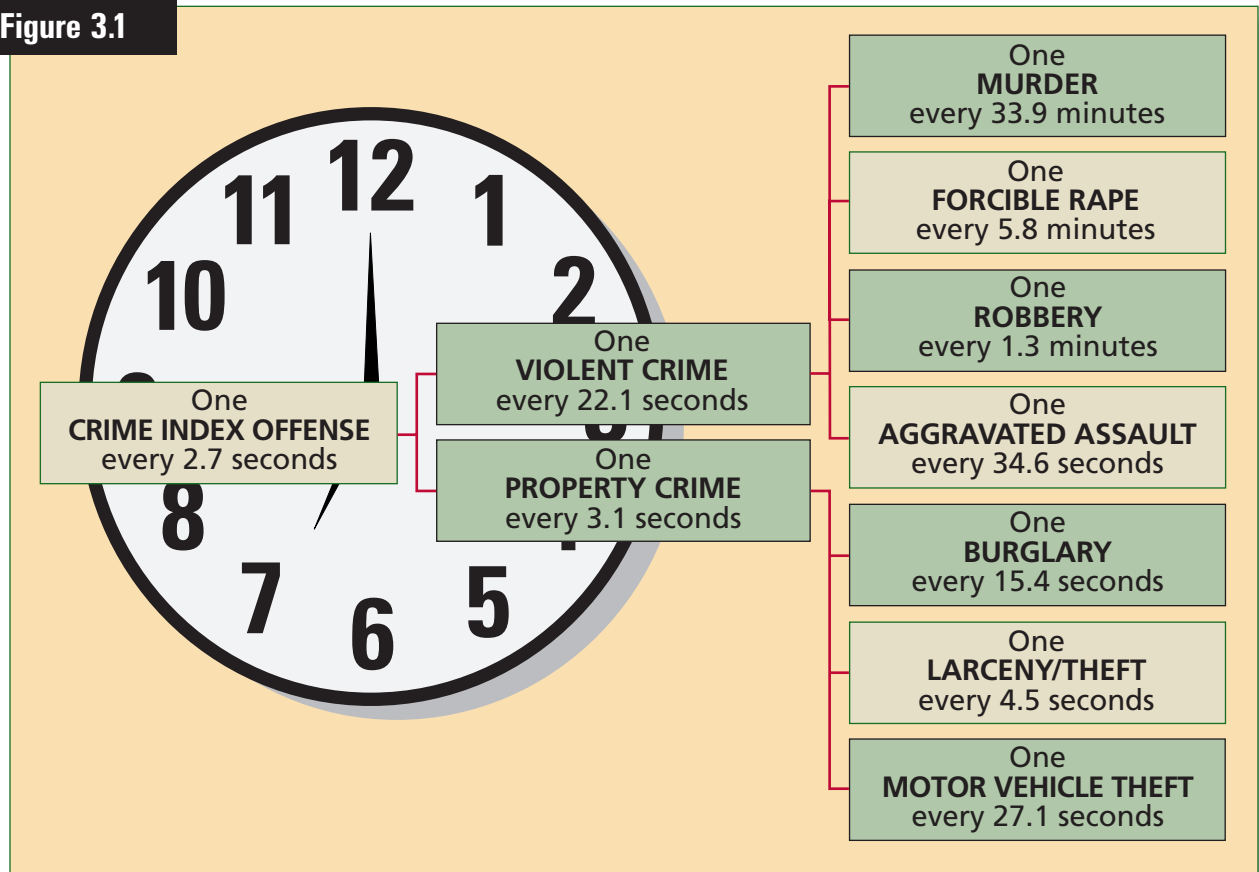 Figure 3.1
12
11
1
10
2
8
7
5
6
One
CRIME INDEX OFFENSE
every 2.7 seconds
One
VIOLENT CRIME
every 22.1 seconds
One
PROPERTY CRIME
every 3.1 seconds
One
MURDER
every 33.9 minutes
One
FORCIBLE RAPE
every 5.8 minutes
One
ROBBERY
every 1.3 minutes
One
AGGRAVATED ASSAULT
every 34.6 seconds
One
BURGLARY
every 15.4 seconds
One
LARCENY/THEFT
every 4.5 seconds
One
MOTOR VEHICLE THEFT
every 27.1 seconds